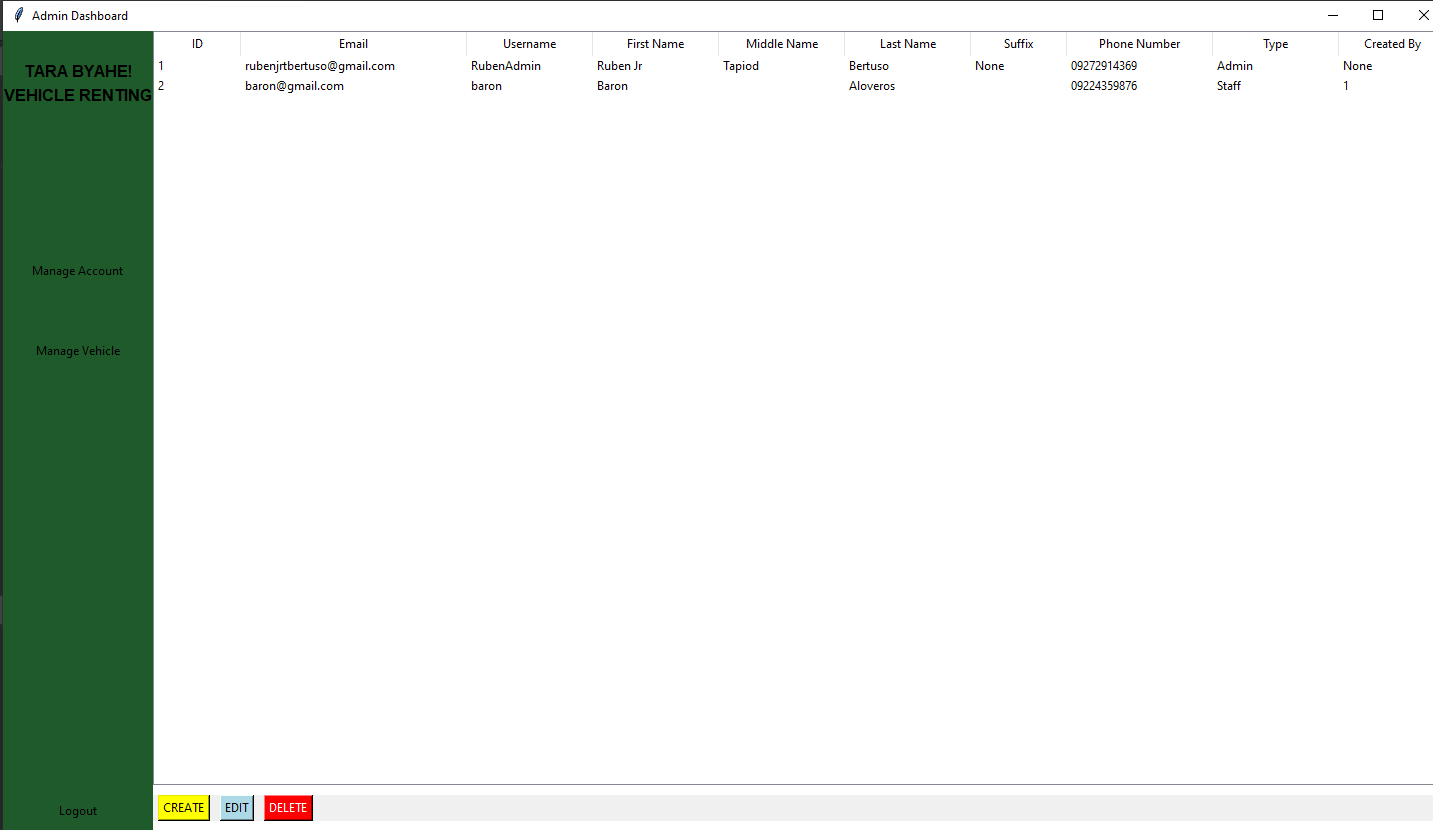 Admin Dashboard
TARA BYAHE!
VEHICLE RENTING
Manage Account
Manage Vehicle
Logout
ID Email Username First Name Middle Name Last Name Suffix Phone Number Type Created By
1 rubenjrtbertuso@gmail.com RubenAdmin Ruben Jr Tapiod Bertuso None 09272914369 Admin None
2 baron@gmail.com baron Baron Aloveros 09224359876 Staff 1
CREATE EDIT DELETE